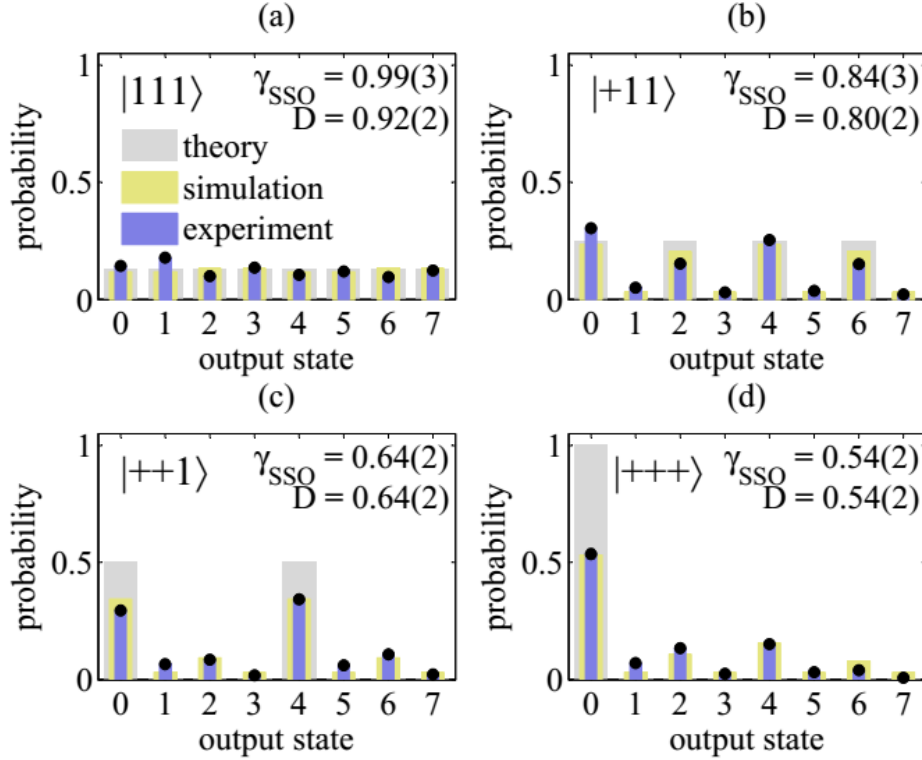 (a)
1
|111⟩
γSSO = 0.99(3)
D = 0.92(2)
theory
simulation
experiment
0.5
0
probability
0 1 2 3 4 5 6 7
output state
(b)
1
|+11⟩
γSSO = 0.84(3)
D = 0.80(2)
0.5
0
probability
0 1 2 3 4 5 6 7
output state
(c)
1
|++1⟩
γSSO = 0.64(2)
D = 0.64(2)
0.5
0
probability
0 1 2 3 4 5 6 7
output state
(d)
1
|+++⟩
γSSO = 0.54(2)
D = 0.54(2)
0.5
0
probability
0 1 2 3 4 5 6 7
output state